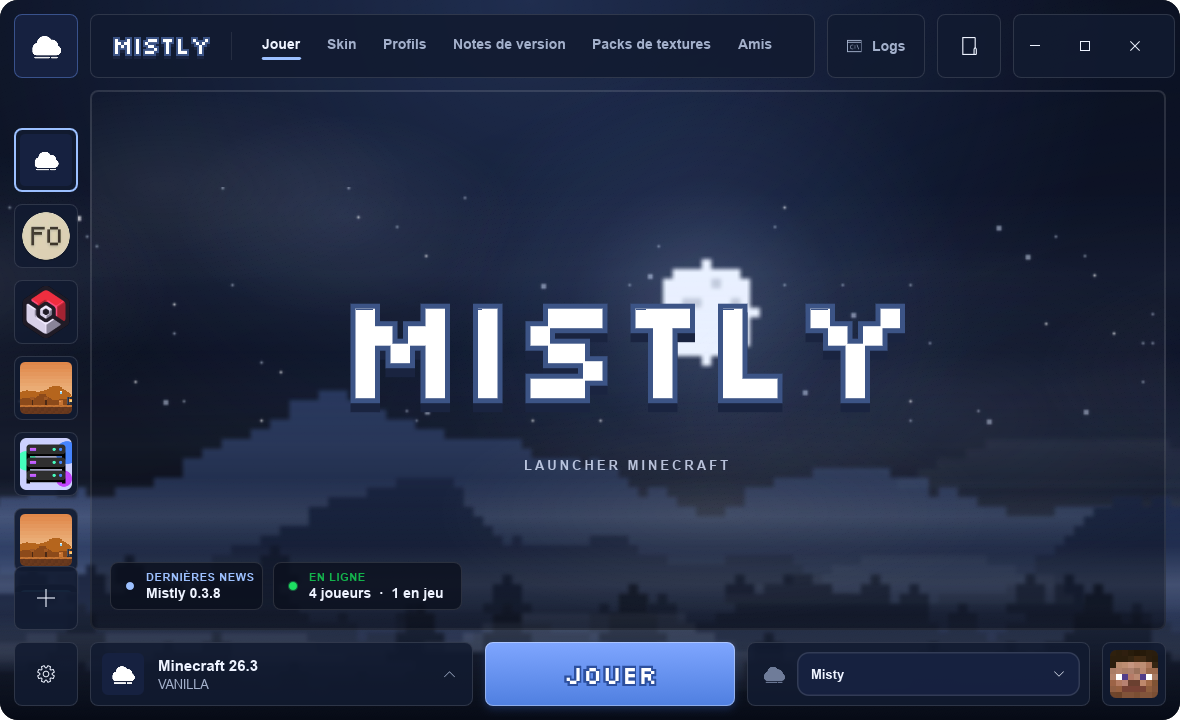 MISTLY
Jouer
Skin
Profils
Notes de version
Packs de textures
Amis
Logs
FO
MISTLY
LAUNCHER MINECRAFT
DERNIÈRES NEWS
Mistly 0.3.8
EN LIGNE
4 joueurs · 1 en jeu
Minecraft 26.3
VANILLA
JOUER
Misty